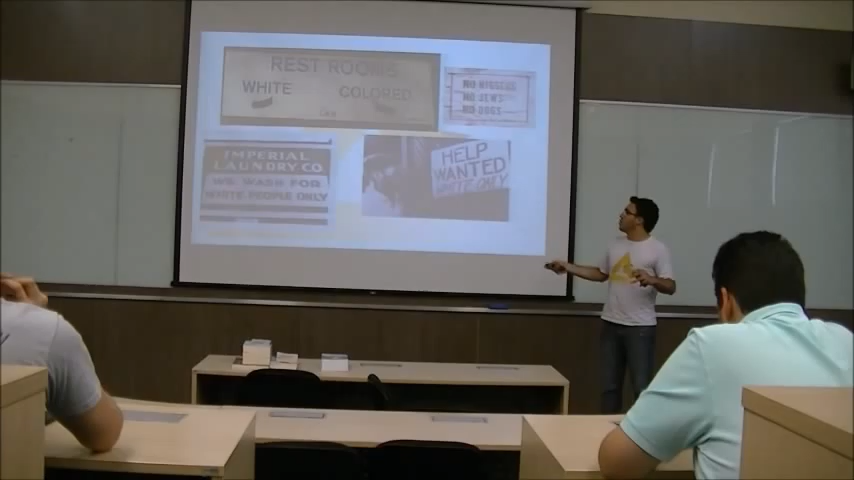 REST ROOMS
WHITE
COLORED
NO NIGGERS
NO JEWS
NO DOGS
IMPERIAL
LAUNDRY CO
WE WASH FOR
WHITE PEOPLE ONLY
HELP
WANTED
WHITE ONLY